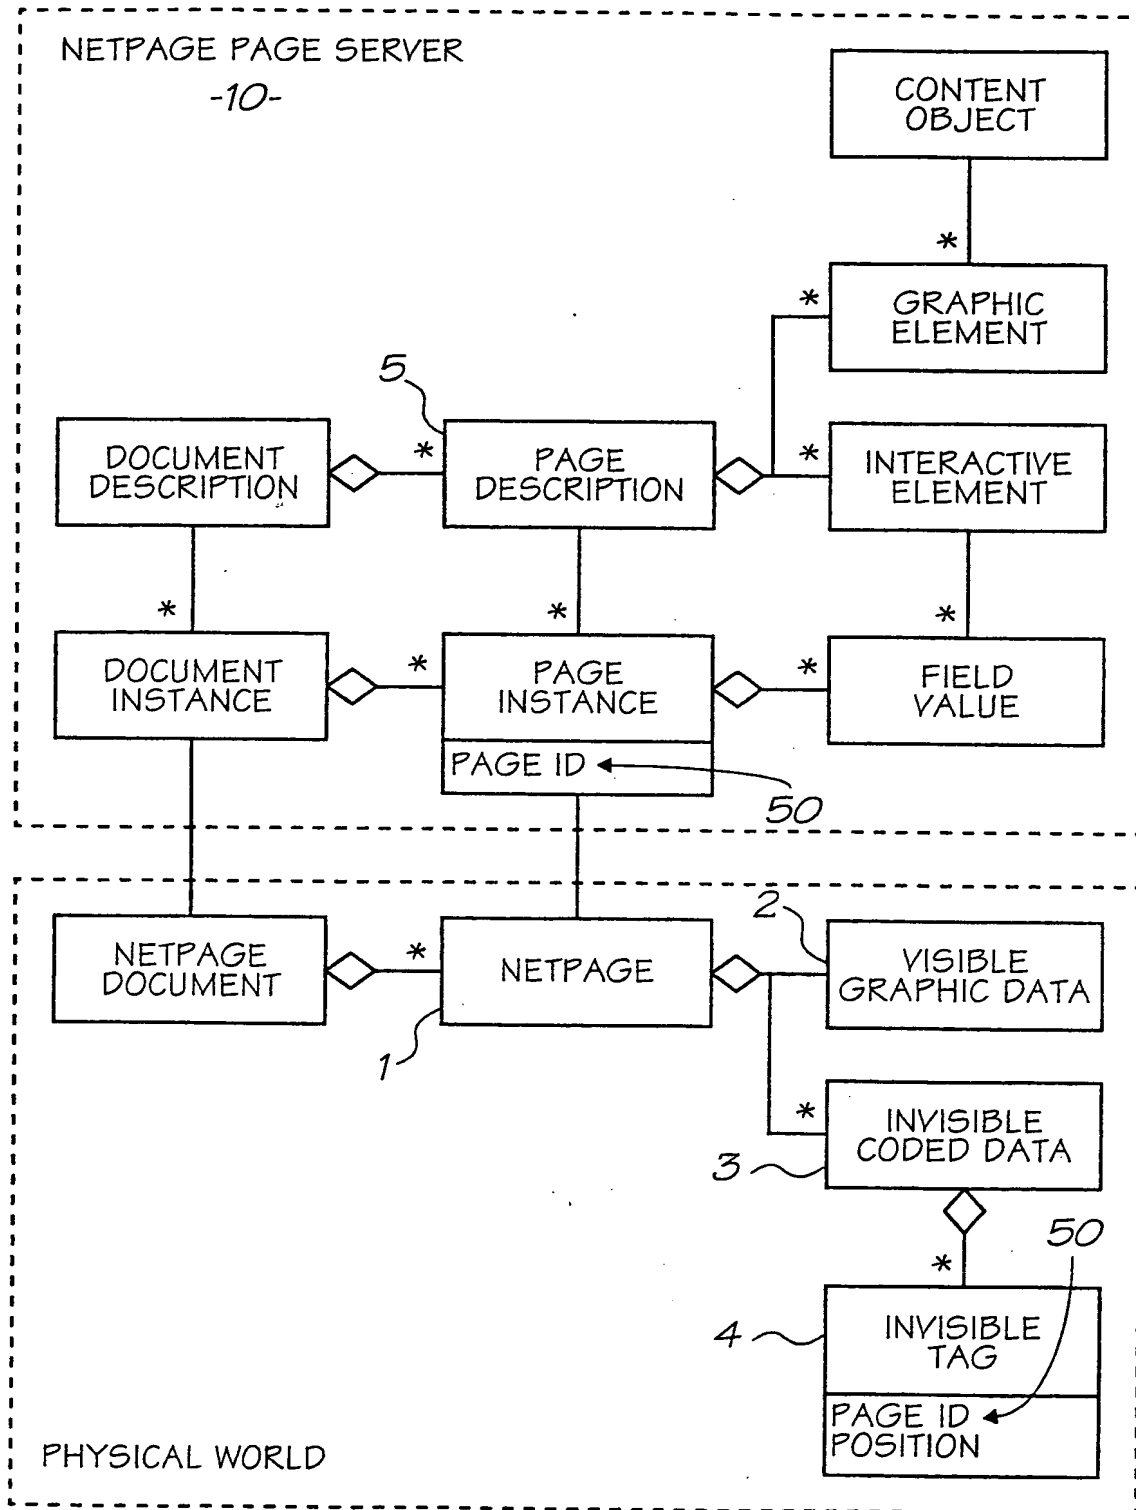 NETPAGE PAGE SERVER
-10-
CONTENT
OBJECT
*
*
GRAPHIC
ELEMENT
5
DOCUMENT
DESCRIPTION
*
PAGE
DESCRIPTION
*
INTERACTIVE
ELEMENT
*
*
*
DOCUMENT
INSTANCE
*
PAGE
INSTANCE
*
FIELD
VALUE
PAGE ID
50
NETPAGE
DOCUMENT
*
NETPAGE
1
2
VISIBLE
GRAPHIC DATA
*
INVISIBLE
CODED DATA
3
*
50
4
INVISIBLE
TAG
PAGE ID
POSITION
PHYSICAL WORLD